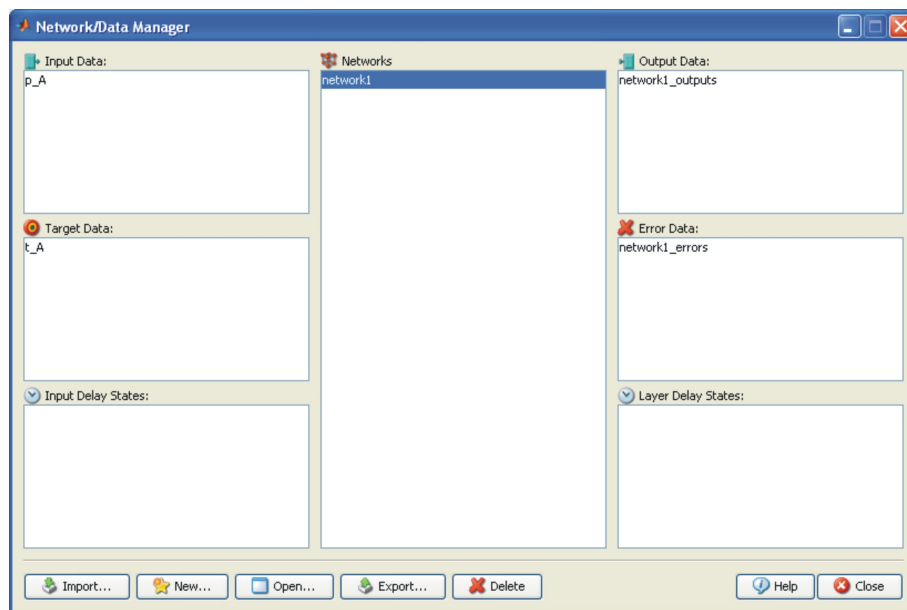 Network/Data Manager
Input Data:
p_A
Networks
network1
Output Data:
network1_outputs
Target Data:
t_A
Error Data:
network1_errors
Input Delay States:
Layer Delay States:
Import...
New...
Open...
Export...
Delete
Help
Close